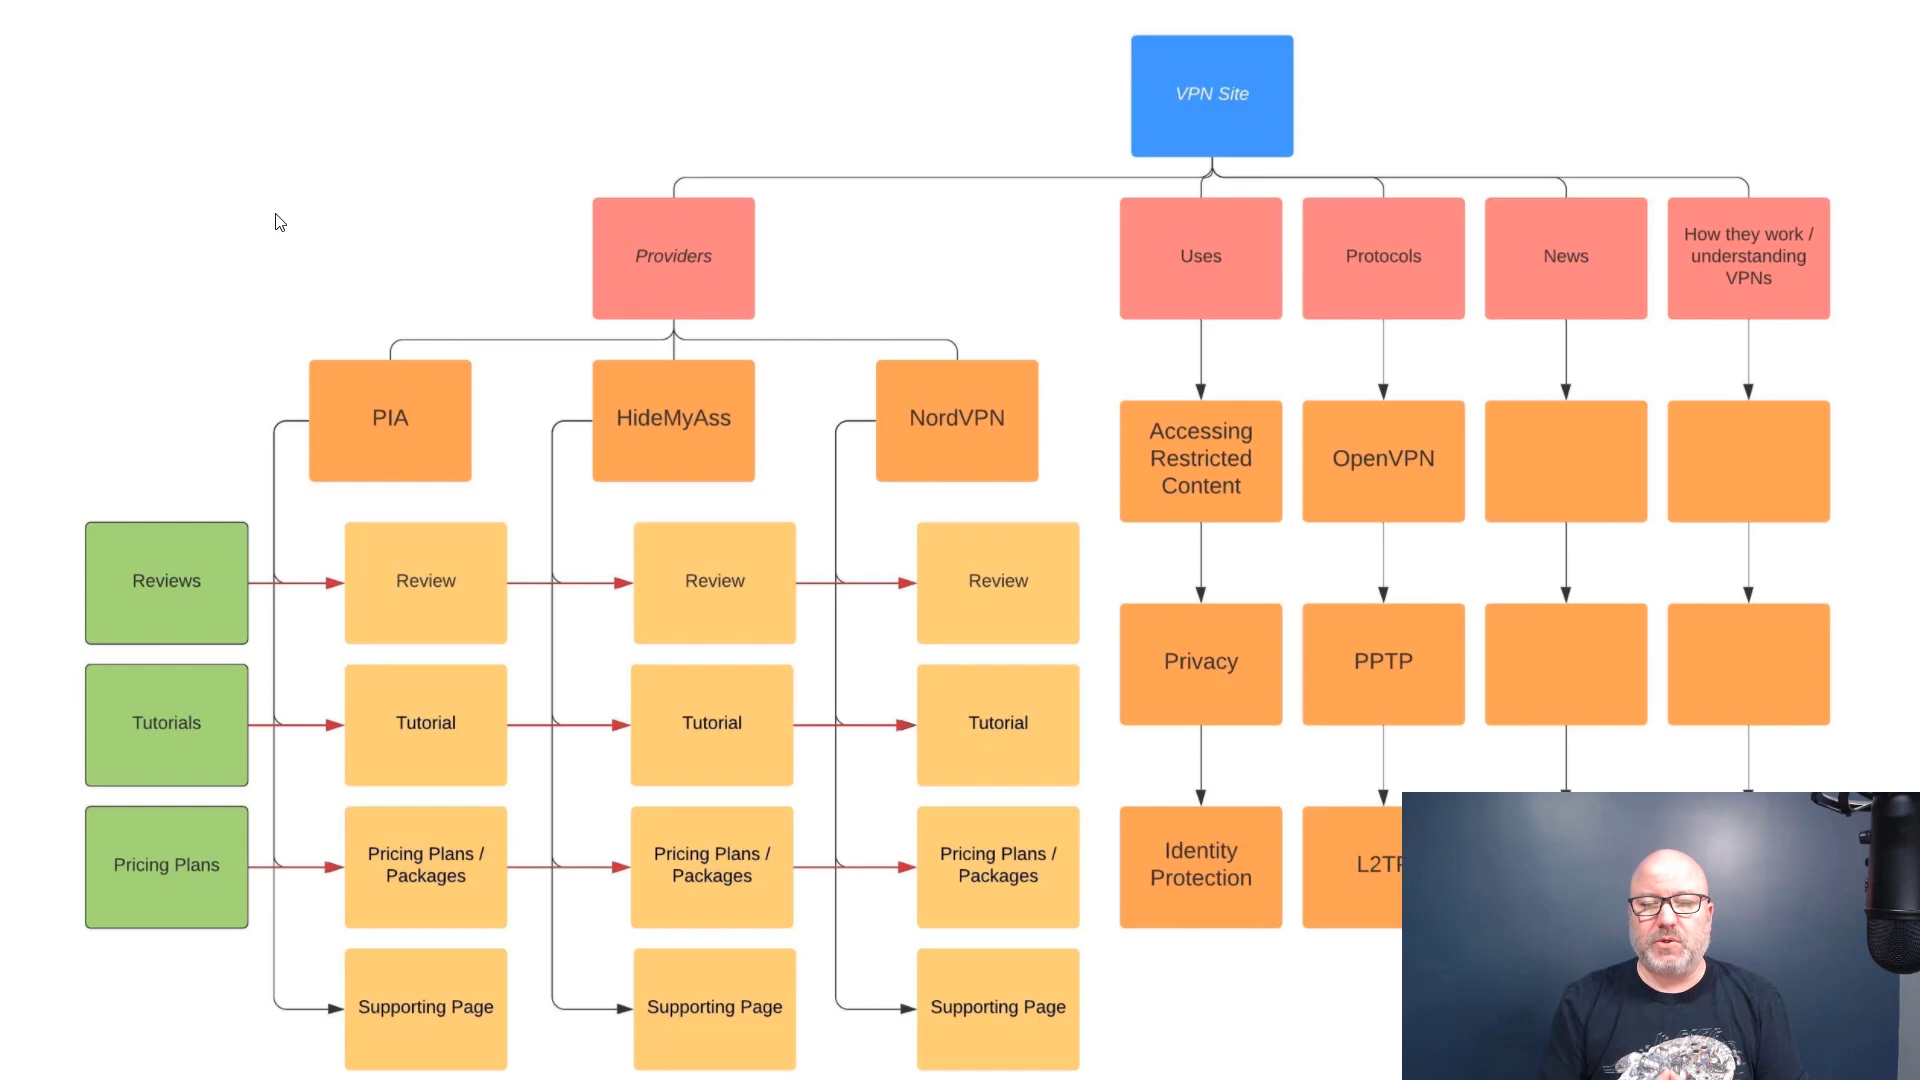 VPN Site
Providers
Uses
Protocols
News
How they work /
understanding
VPNs
PIA
HideMyAss
NordVPN
Accessing
Restricted
Content
OpenVPN
Reviews
Review
Review
Review
Privacy
PPTP
Tutorials
Tutorial
Tutorial
Tutorial
Pricing Plans
Pricing Plans /
Packages
Pricing Plans /
Packages
Pricing Plans /
Packages
Identity
Protection
Supporting Page
Supporting Page
Supporting Page